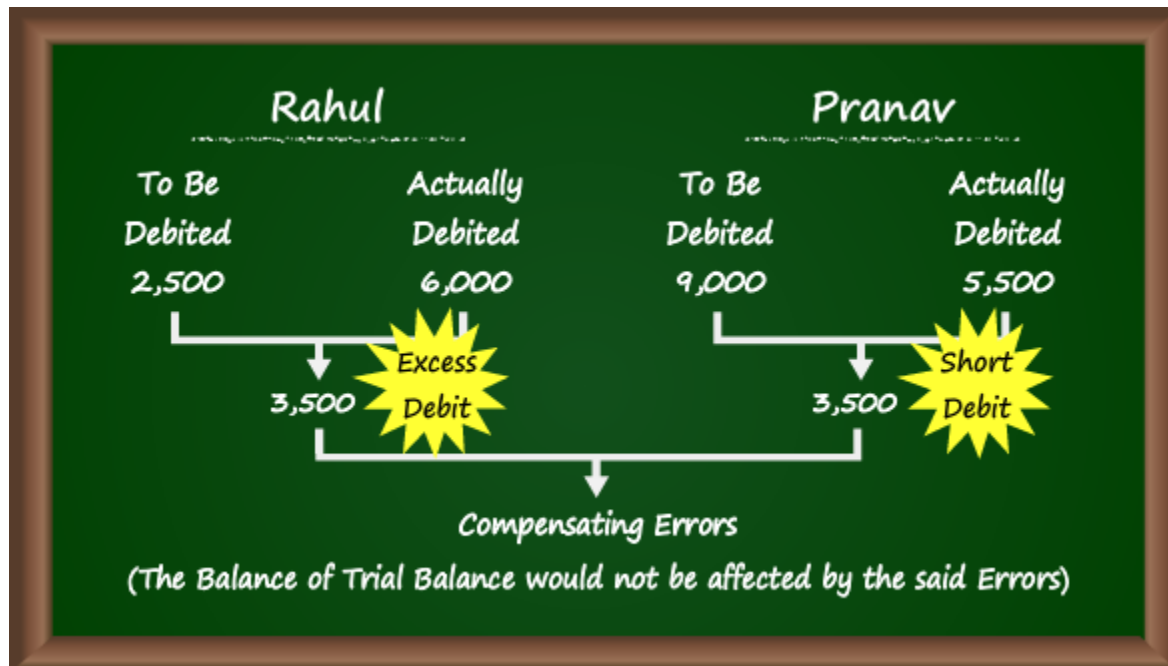 Rahul
Pranav
To Be Debited
2,500
Actually Debited
6,000
To Be Debited
9,000
Actually Debited
5,500
3,500
Excess Debit
3,500
Short Debit
Compensating Errors
(The Balance of Trial Balance would not be affected by the said Errors)